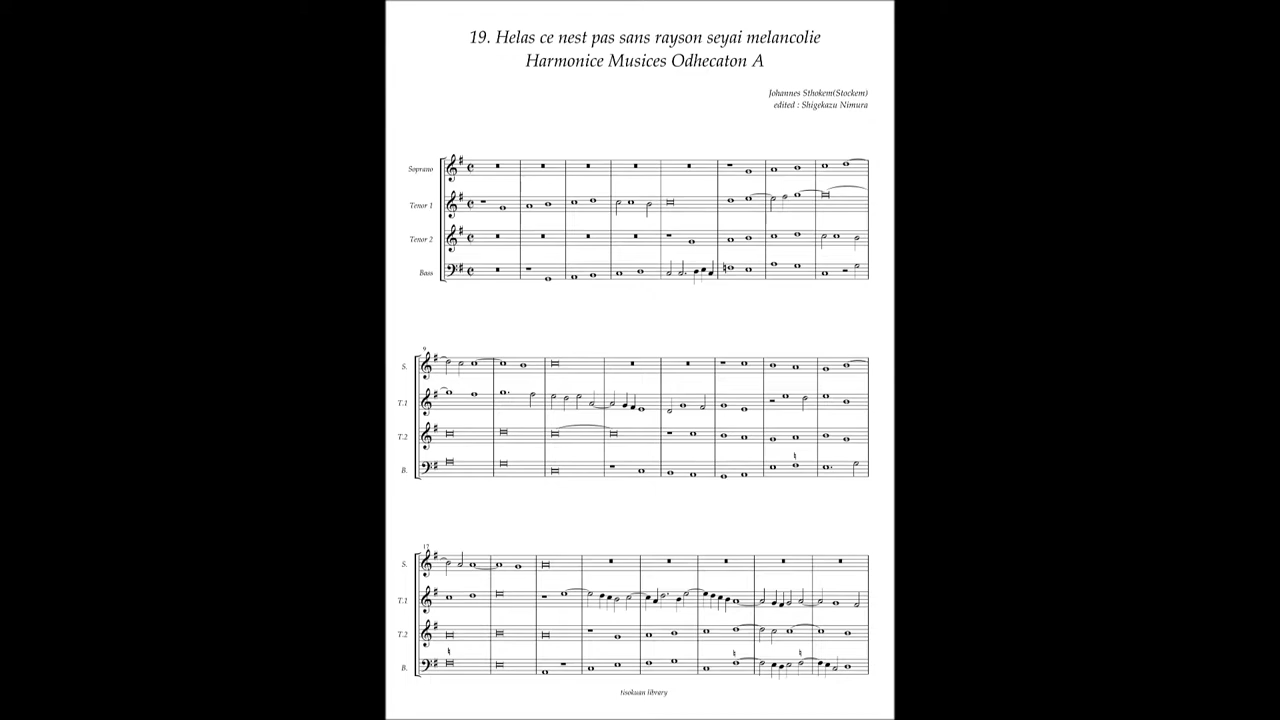 19. Helas ce nest pas sans rayson seyai melancolie
Harmonice Musices Odhecaton A
Johannes Sthokem(Stockem)
edited : Shigekazu Nimura
Soprano
Tenor 1
Tenor 2
Bass
9
S.
T.1
T.2
B.
17
S.
T.1
T.2
B.
tisokuan library